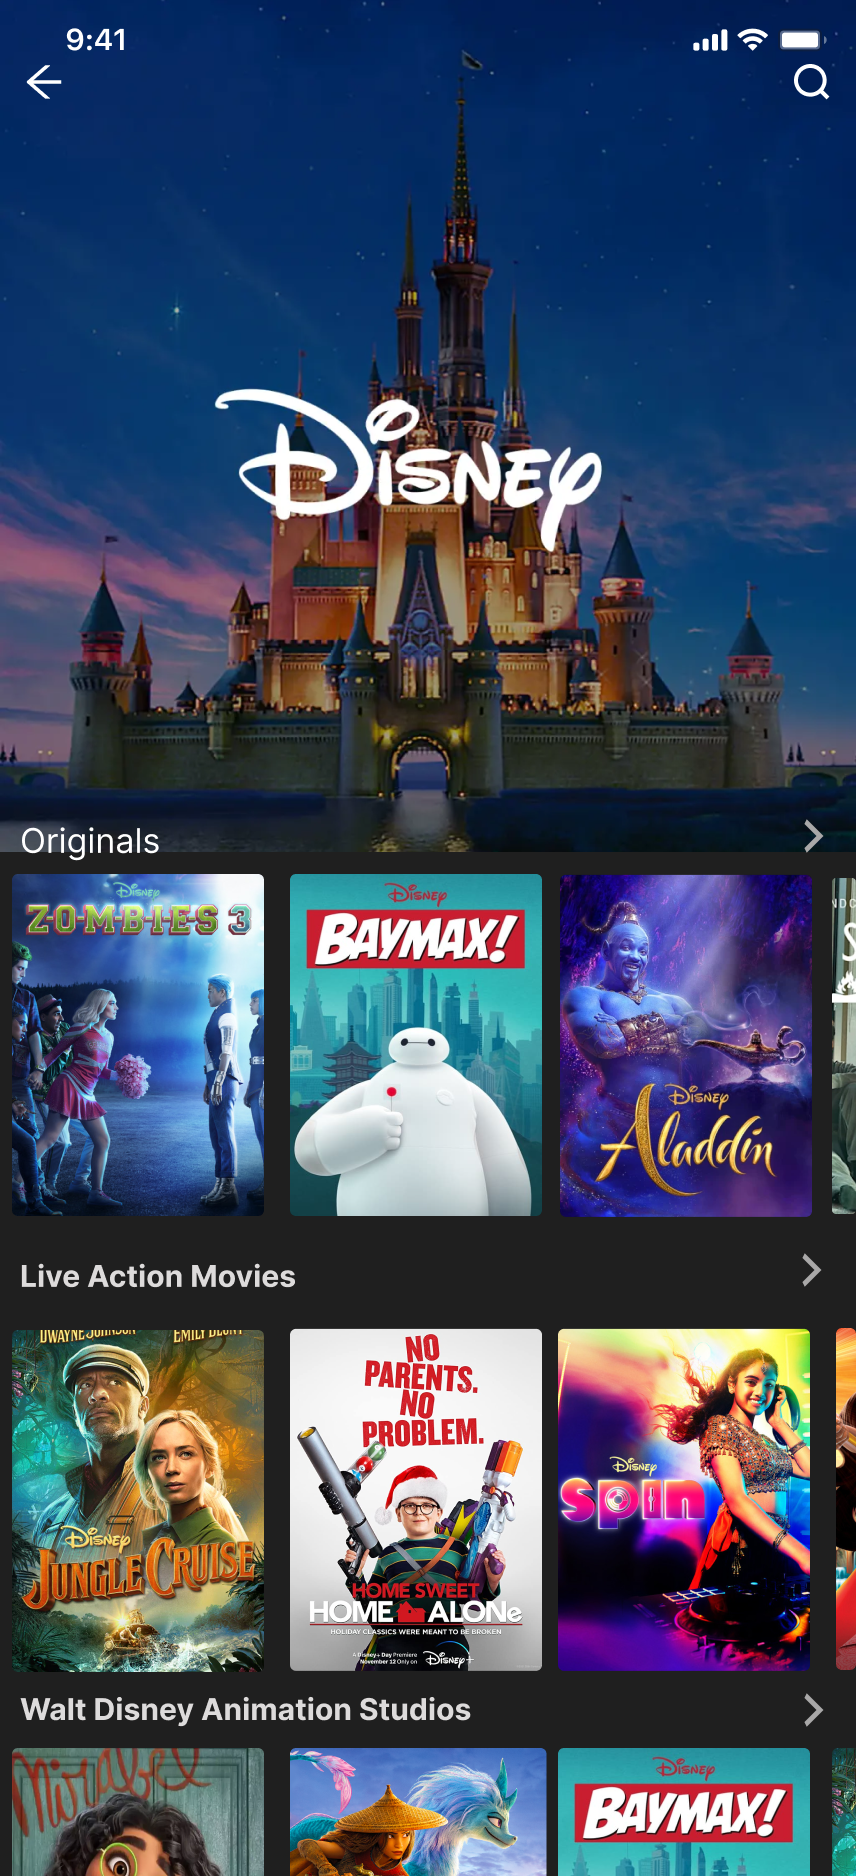 9:41
Disney
Originals
Disney
Z-O-M-B-I-E-S 3
Disney
BAYMAX!
Disney
Aladdin
Live Action Movies
DWAYNE JOHNSON EMILY BLUNT
Disney
JUNGLE CRUISE
NO
PARENTS.
NO
PROBLEM.
HOME SWEET
HOME ALONe
HOLIDAY CLASSICS WERE MEANT TO BE BROKEN
A Disney+ Day Premiere
November 12 Only on
Disney+
Disney
spin
Walt Disney Animation Studios
Mirabel
Disney
BAYMAX!